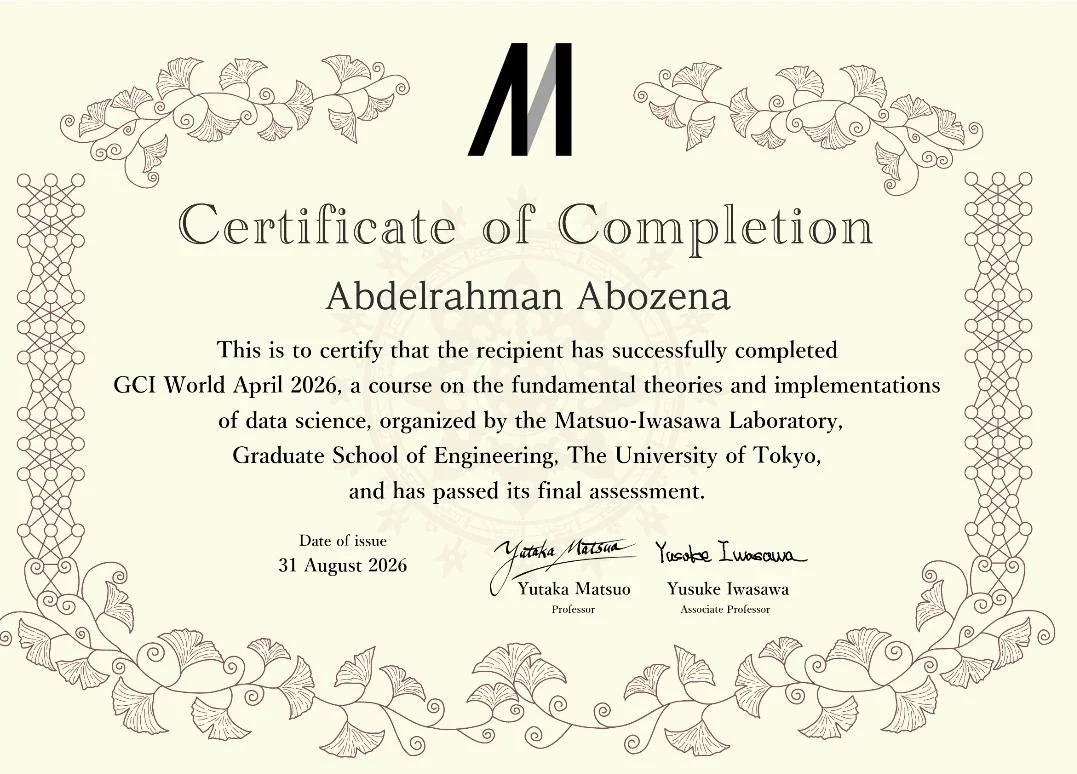 Certificate of Completion
Abdelrahman Abozena
This is to certify that the recipient has successfully completed
GCI World April 2026, a course on the fundamental theories and implementations
of data science, organized by the Matsuo-Iwasawa Laboratory,
Graduate School of Engineering, The University of Tokyo,
and has passed its final assessment.
Date of issue
31 August 2026
Yutaka Matsuo Yusuke Iwasawa
Yutaka Matsuo Yusuke Iwasawa
Professor Associate Professor